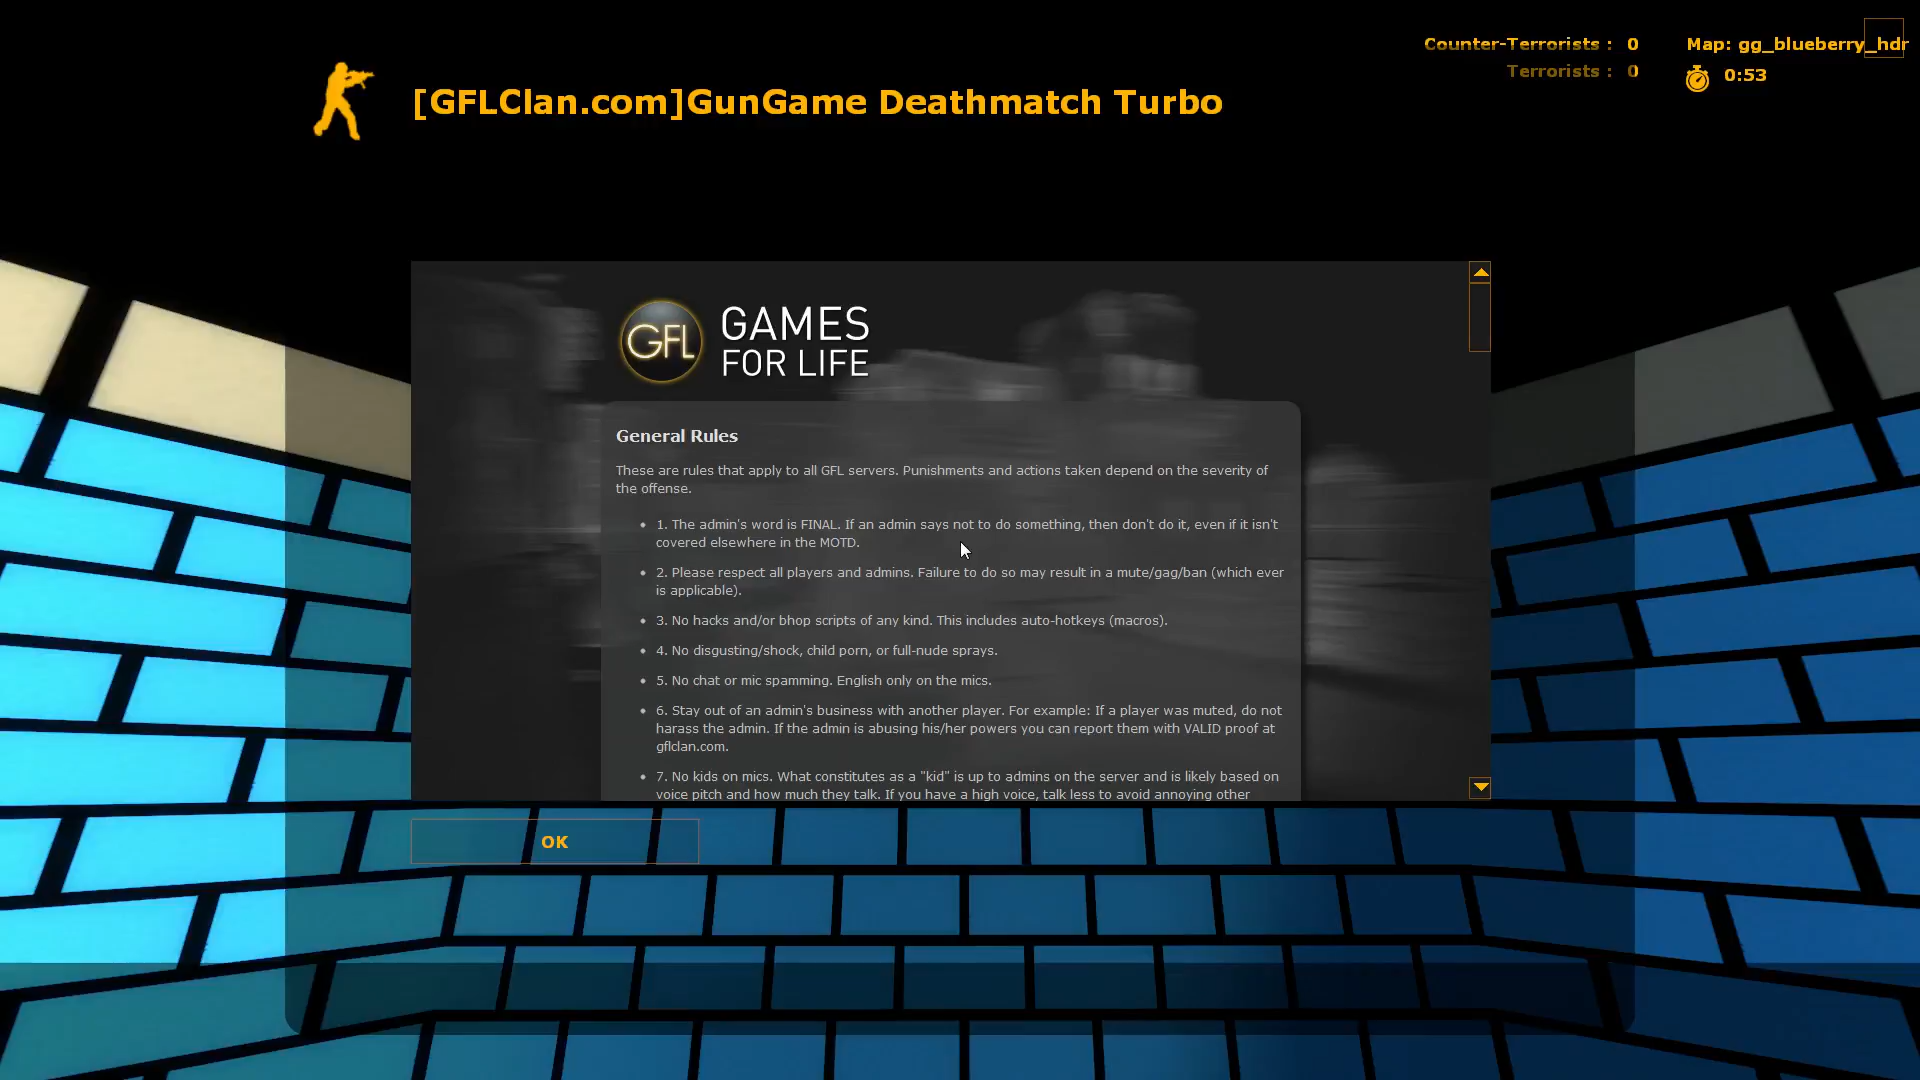 Counter-Terrorists : 0
Terrorists : 0
Map: gg_blueberry_hdr
0:53
[GFLClan.com]GunGame Deathmatch Turbo
GFL
GAMES
FOR LIFE
General Rules
These are rules that apply to all GFL servers. Punishments and actions taken depend on the severity of
the offense.
• 1. The admin's word is FINAL. If an admin says not to do something, then don't do it, even if it isn't
covered elsewhere in the MOTD.
• 2. Please respect all players and admins. Failure to do so may result in a mute/gag/ban (which ever
is applicable).
• 3. No hacks and/or bhop scripts of any kind. This includes auto-hotkeys (macros).
• 4. No disgusting/shock, child porn, or full-nude sprays.
• 5. No chat or mic spamming. English only on the mics.
• 6. Stay out of an admin's business with another player. For example: If a player was muted, do not
harass the admin. If the admin is abusing his/her powers you can report them with VALID proof at
gflclan.com.
• 7. No kids on mics. What constitutes as a "kid" is up to admins on the server and is likely based on
voice pitch and how much they talk. If you have a high voice, talk less to avoid annoying other
OK